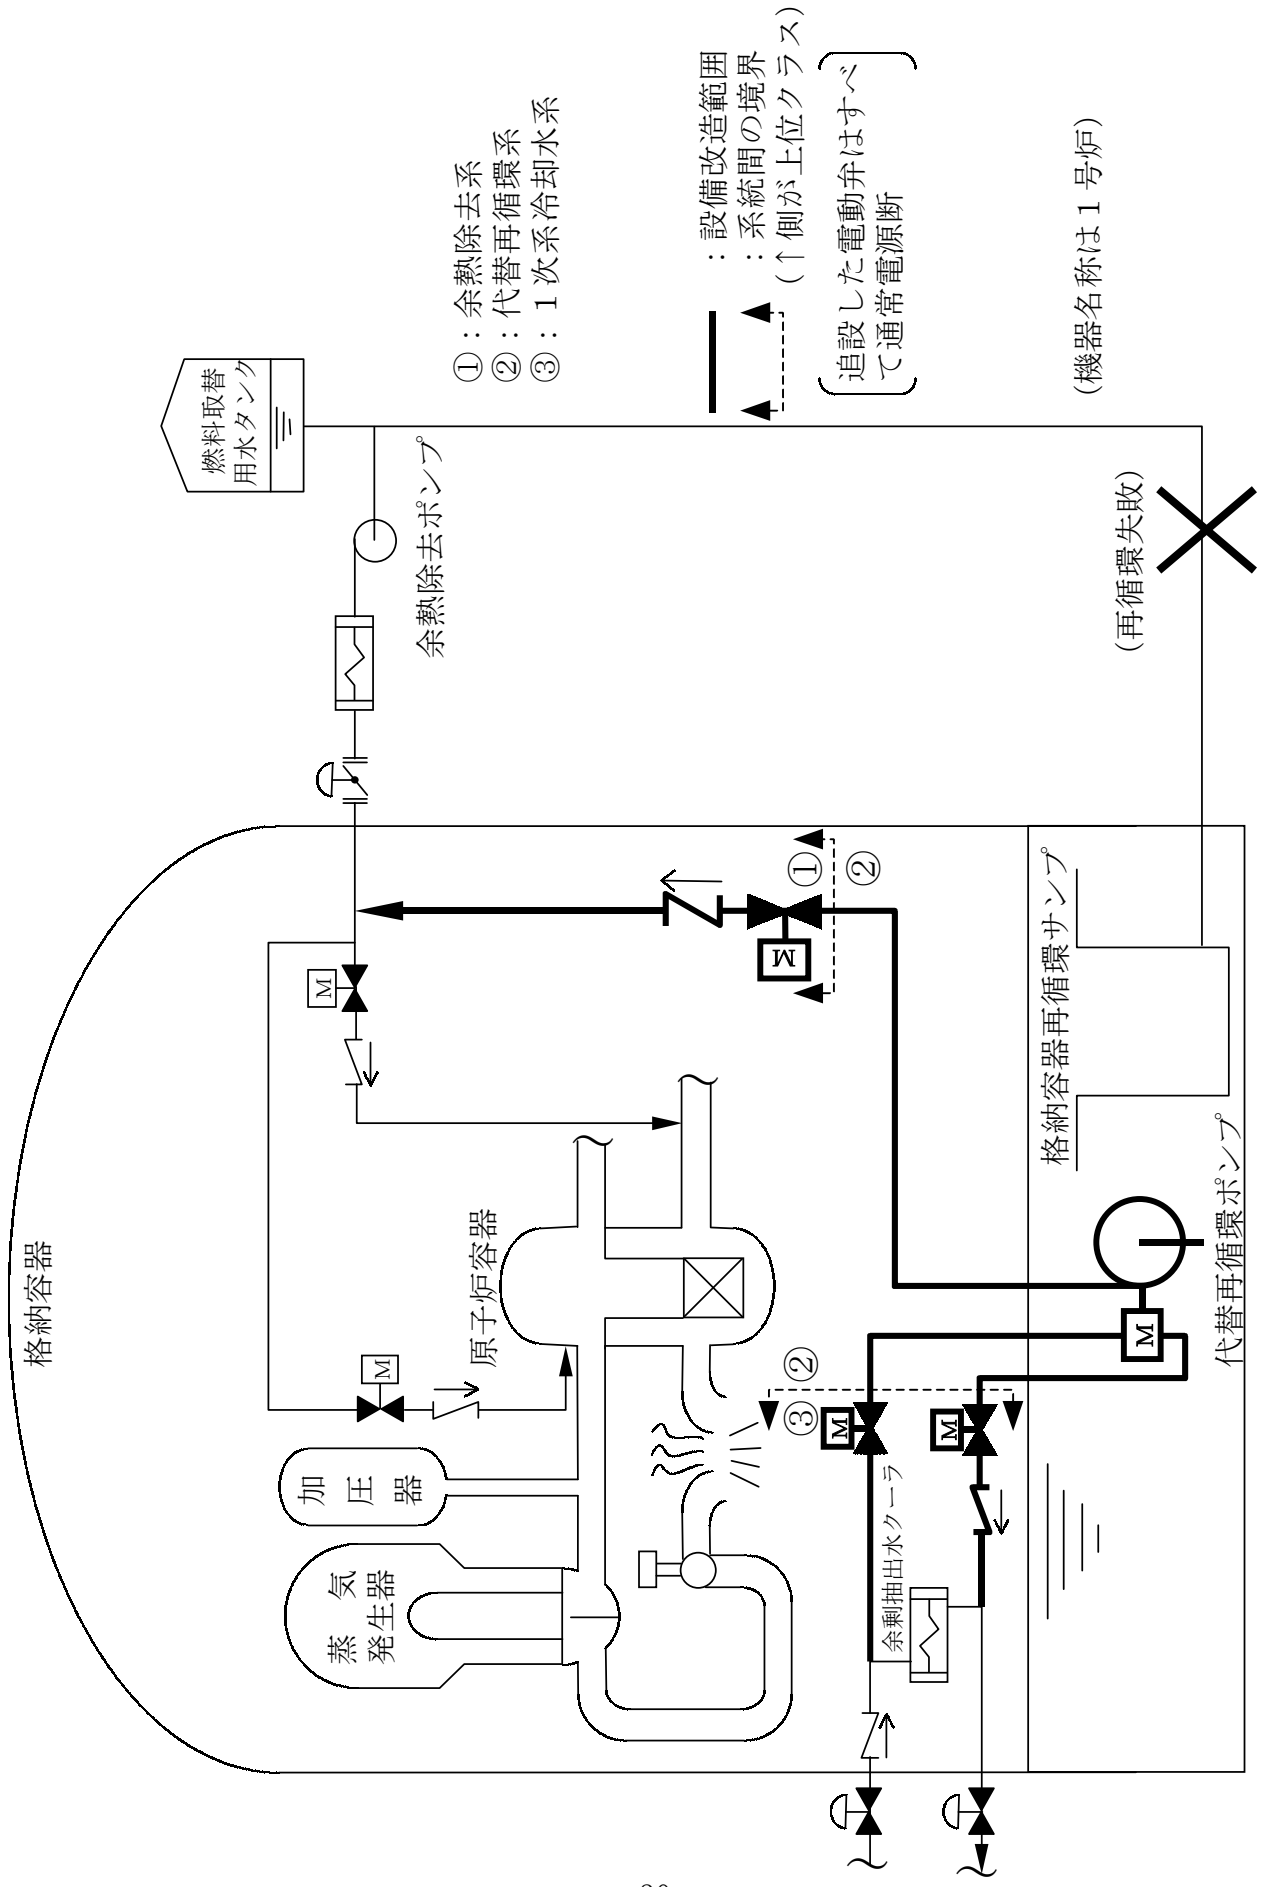 格納容器
蒸気
発生器
加圧器
原子炉容器
M
M
M
M
M
M
余剰抽出水クーラ
③
②
①
②
代替再循環ポンプ
格納容器再循環サンプ
(再循環失敗)
余熱除去ポンプ
燃料取替
用水タンク
①：余熱除去系
②：代替再循環系
③：１次系冷却水系
：設備改造範囲
：系統間の境界
(↑側が上位クラス)
追設した電動弁はすべ
て通常電源断
(機器名称は１号炉)